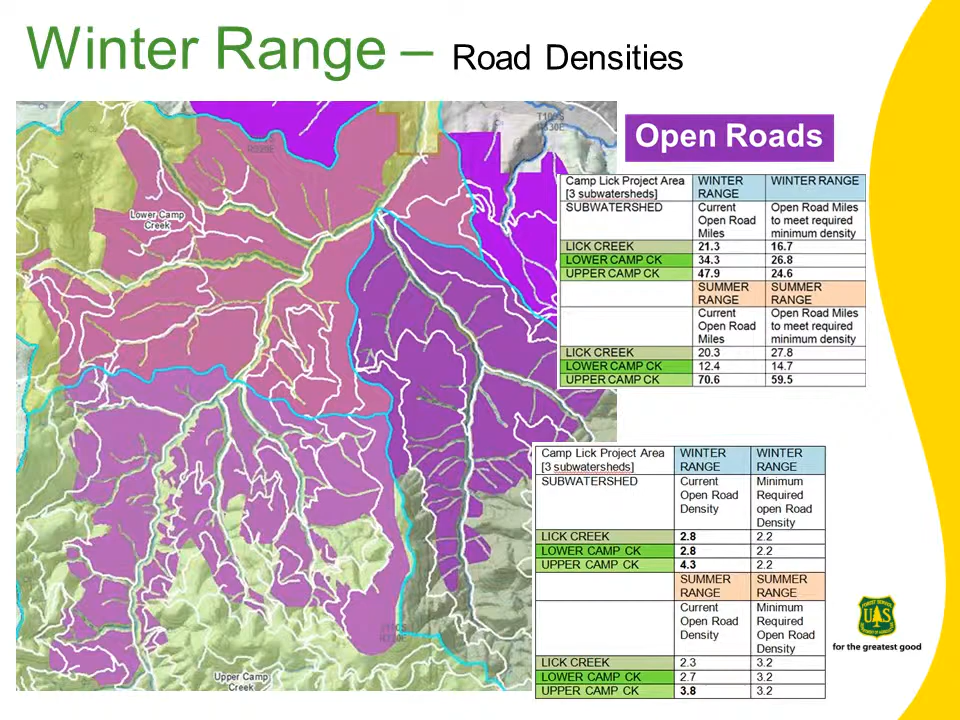 Winter Range – Road Densities
Open Roads
Lower Camp
Creek
Upper Camp
Creek
Camp Lick Project Area WINTER WINTER RANGE
[3 subwatersheds] RANGE
SUBWATERSHED Current Open Road Miles
Open Road to meet required
Miles minimum density
LICK CREEK 21.3 16.7
LOWER CAMP CK 34.3 26.8
UPPER CAMP CK 47.9 24.6
SUMMER SUMMER
RANGE RANGE
Current Open Road Miles
Open Road to meet required
Miles minimum density
LICK CREEK 20.3 27.8
LOWER CAMP CK 12.4 14.7
UPPER CAMP CK 70.6 59.5
Camp Lick Project Area WINTER WINTER
[3 subwatersheds] RANGE RANGE
SUBWATERSHED Current Minimum
Open Road Required
Density open Road
Density
LICK CREEK 2.8 2.2
LOWER CAMP CK 2.8 2.2
UPPER CAMP CK 4.3 2.2
SUMMER SUMMER
RANGE RANGE
Current Minimum
Open Road Required
Density Open Road
Density
LICK CREEK 2.3 3.2
LOWER CAMP CK 2.7 3.2
UPPER CAMP CK 3.8 3.2
FOREST SERVICE
UAS
DEPARTMENT OF AGRICULTURE
for the greatest good